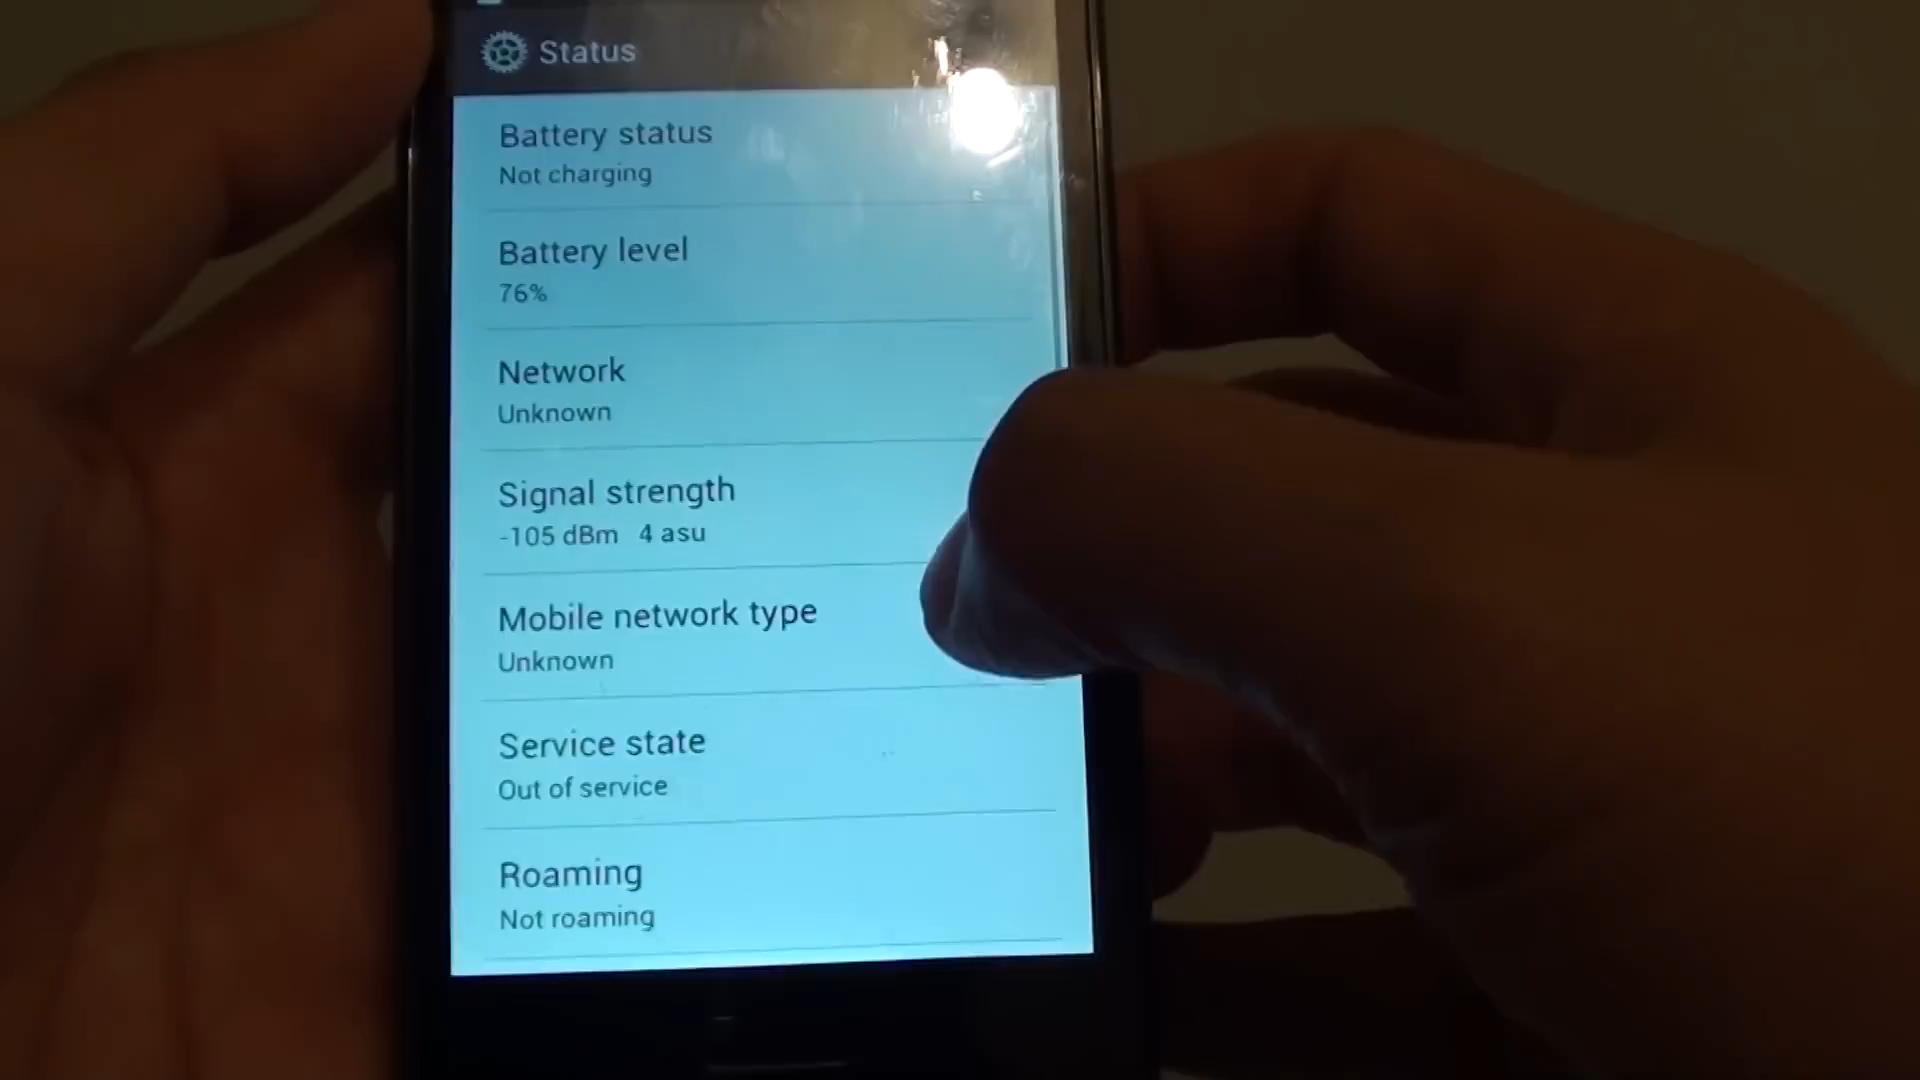 Status
Battery status
Not charging
Battery level
76%
Network
Unknown
Signal strength
-105 dBm 4 asu
Mobile network type
Unknown
Service state
Out of service
Roaming
Not roaming